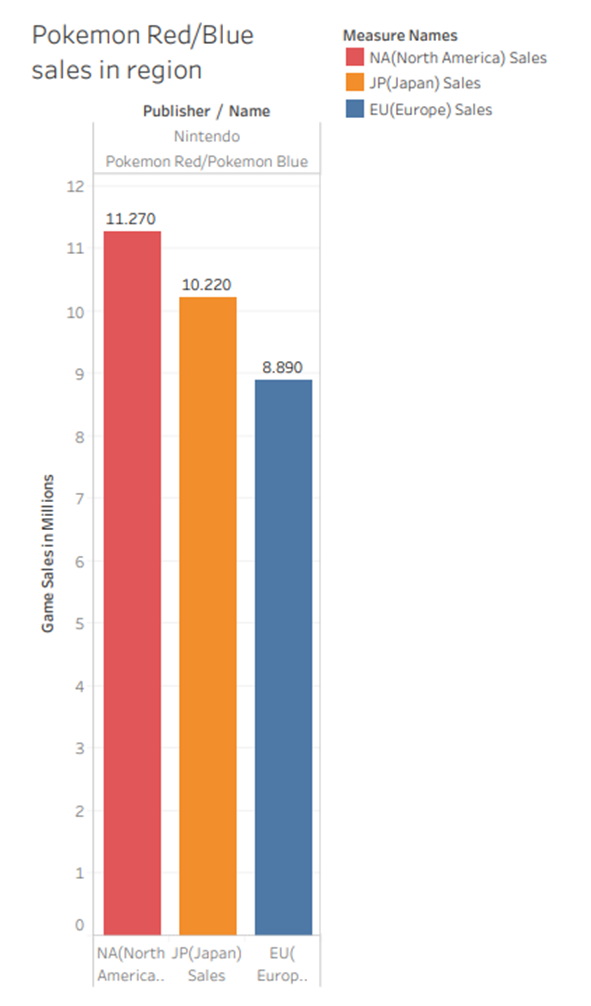 Pokemon Red/Blue
sales in region
Measure Names
NA(North America) Sales
JP(Japan) Sales
EU(Europe) Sales
Publisher / Name
Nintendo
Pokemon Red/Pokemon Blue
12
11
10
9
8
7
6
5
4
3
2
1
0
Game Sales in Millions
11.270
10.220
8.890
NA(North
America..
JP(Japan)
Sales
EU(
Europ..